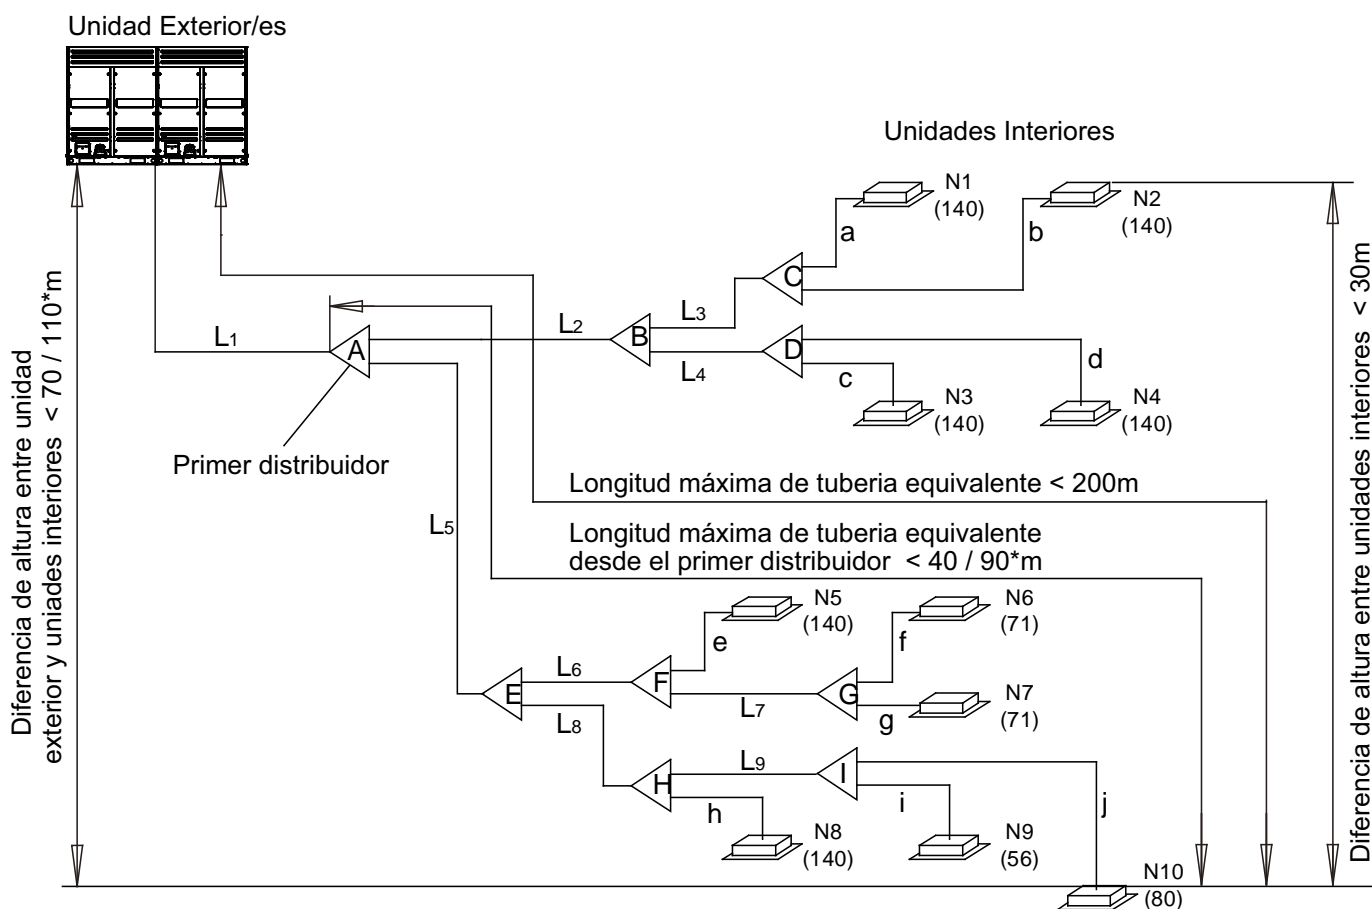 Unidad Exterior/es
Unidades Interiores
N1
(140)
N2
(140)
a
b
C
L3
L2
B
L1
A
L4
D
d
c
N3
(140)
N4
(140)
Primer distribuidor
Longitud máxima de tuberia equivalente < 200m
L5
Longitud máxima de tuberia equivalente
desde el primer distribuidor < 40 / 90*m
N5
(140)
N6
(71)
e
f
L6
F
E
G
L7
g
N7
(71)
L8
L9
I
H
h
i
j
N8
(140)
N9
(56)
N10
(80)
Diferencia de altura entre unidad
exterior y uniades interiores < 70 / 110*m
Diferencia de altura entre unidades interiores < 30m